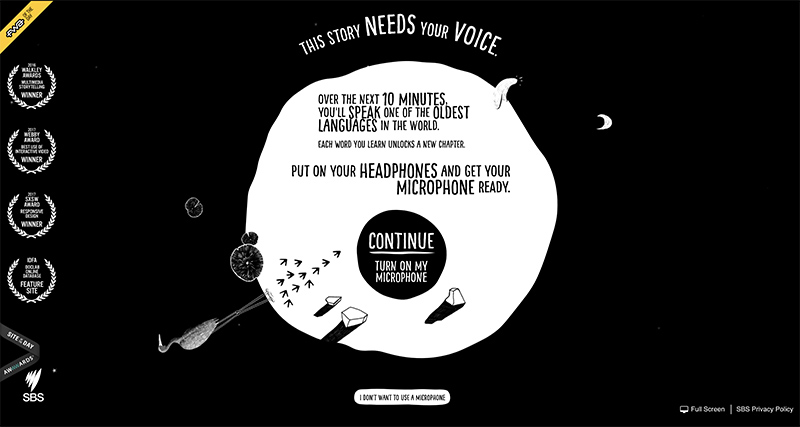 FWA OF THE DAY
THIS STORY NEEDS YOUR VOICE.
2016
WALKLEY
AWARDS
MULTIMEDIA
STORYTELLING
WINNER
2017
WEBBY
AWARD
BEST USE OF
INTERACTIVE VIDEO
WINNER
2017
SXSW
AWARD
RESPONSIVE
DESIGN
WINNER
IDFA
DOCLAB
ONLINE
DATABASE
FEATURE
SITE
SITE OF THE DAY
AWWWARDS
SBS
OVER THE NEXT 10 MINUTES,
YOU'LL SPEAK ONE OF THE OLDEST
LANGUAGES IN THE WORLD.
EACH WORD YOU LEARN UNLOCKS A NEW CHAPTER.
PUT ON YOUR HEADPHONES AND GET YOUR
MICROPHONE READY.
CONTINUE
TURN ON MY
MICROPHONE
I DON'T WANT TO USE A MICROPHONE
Full Screen | SBS Privacy Policy